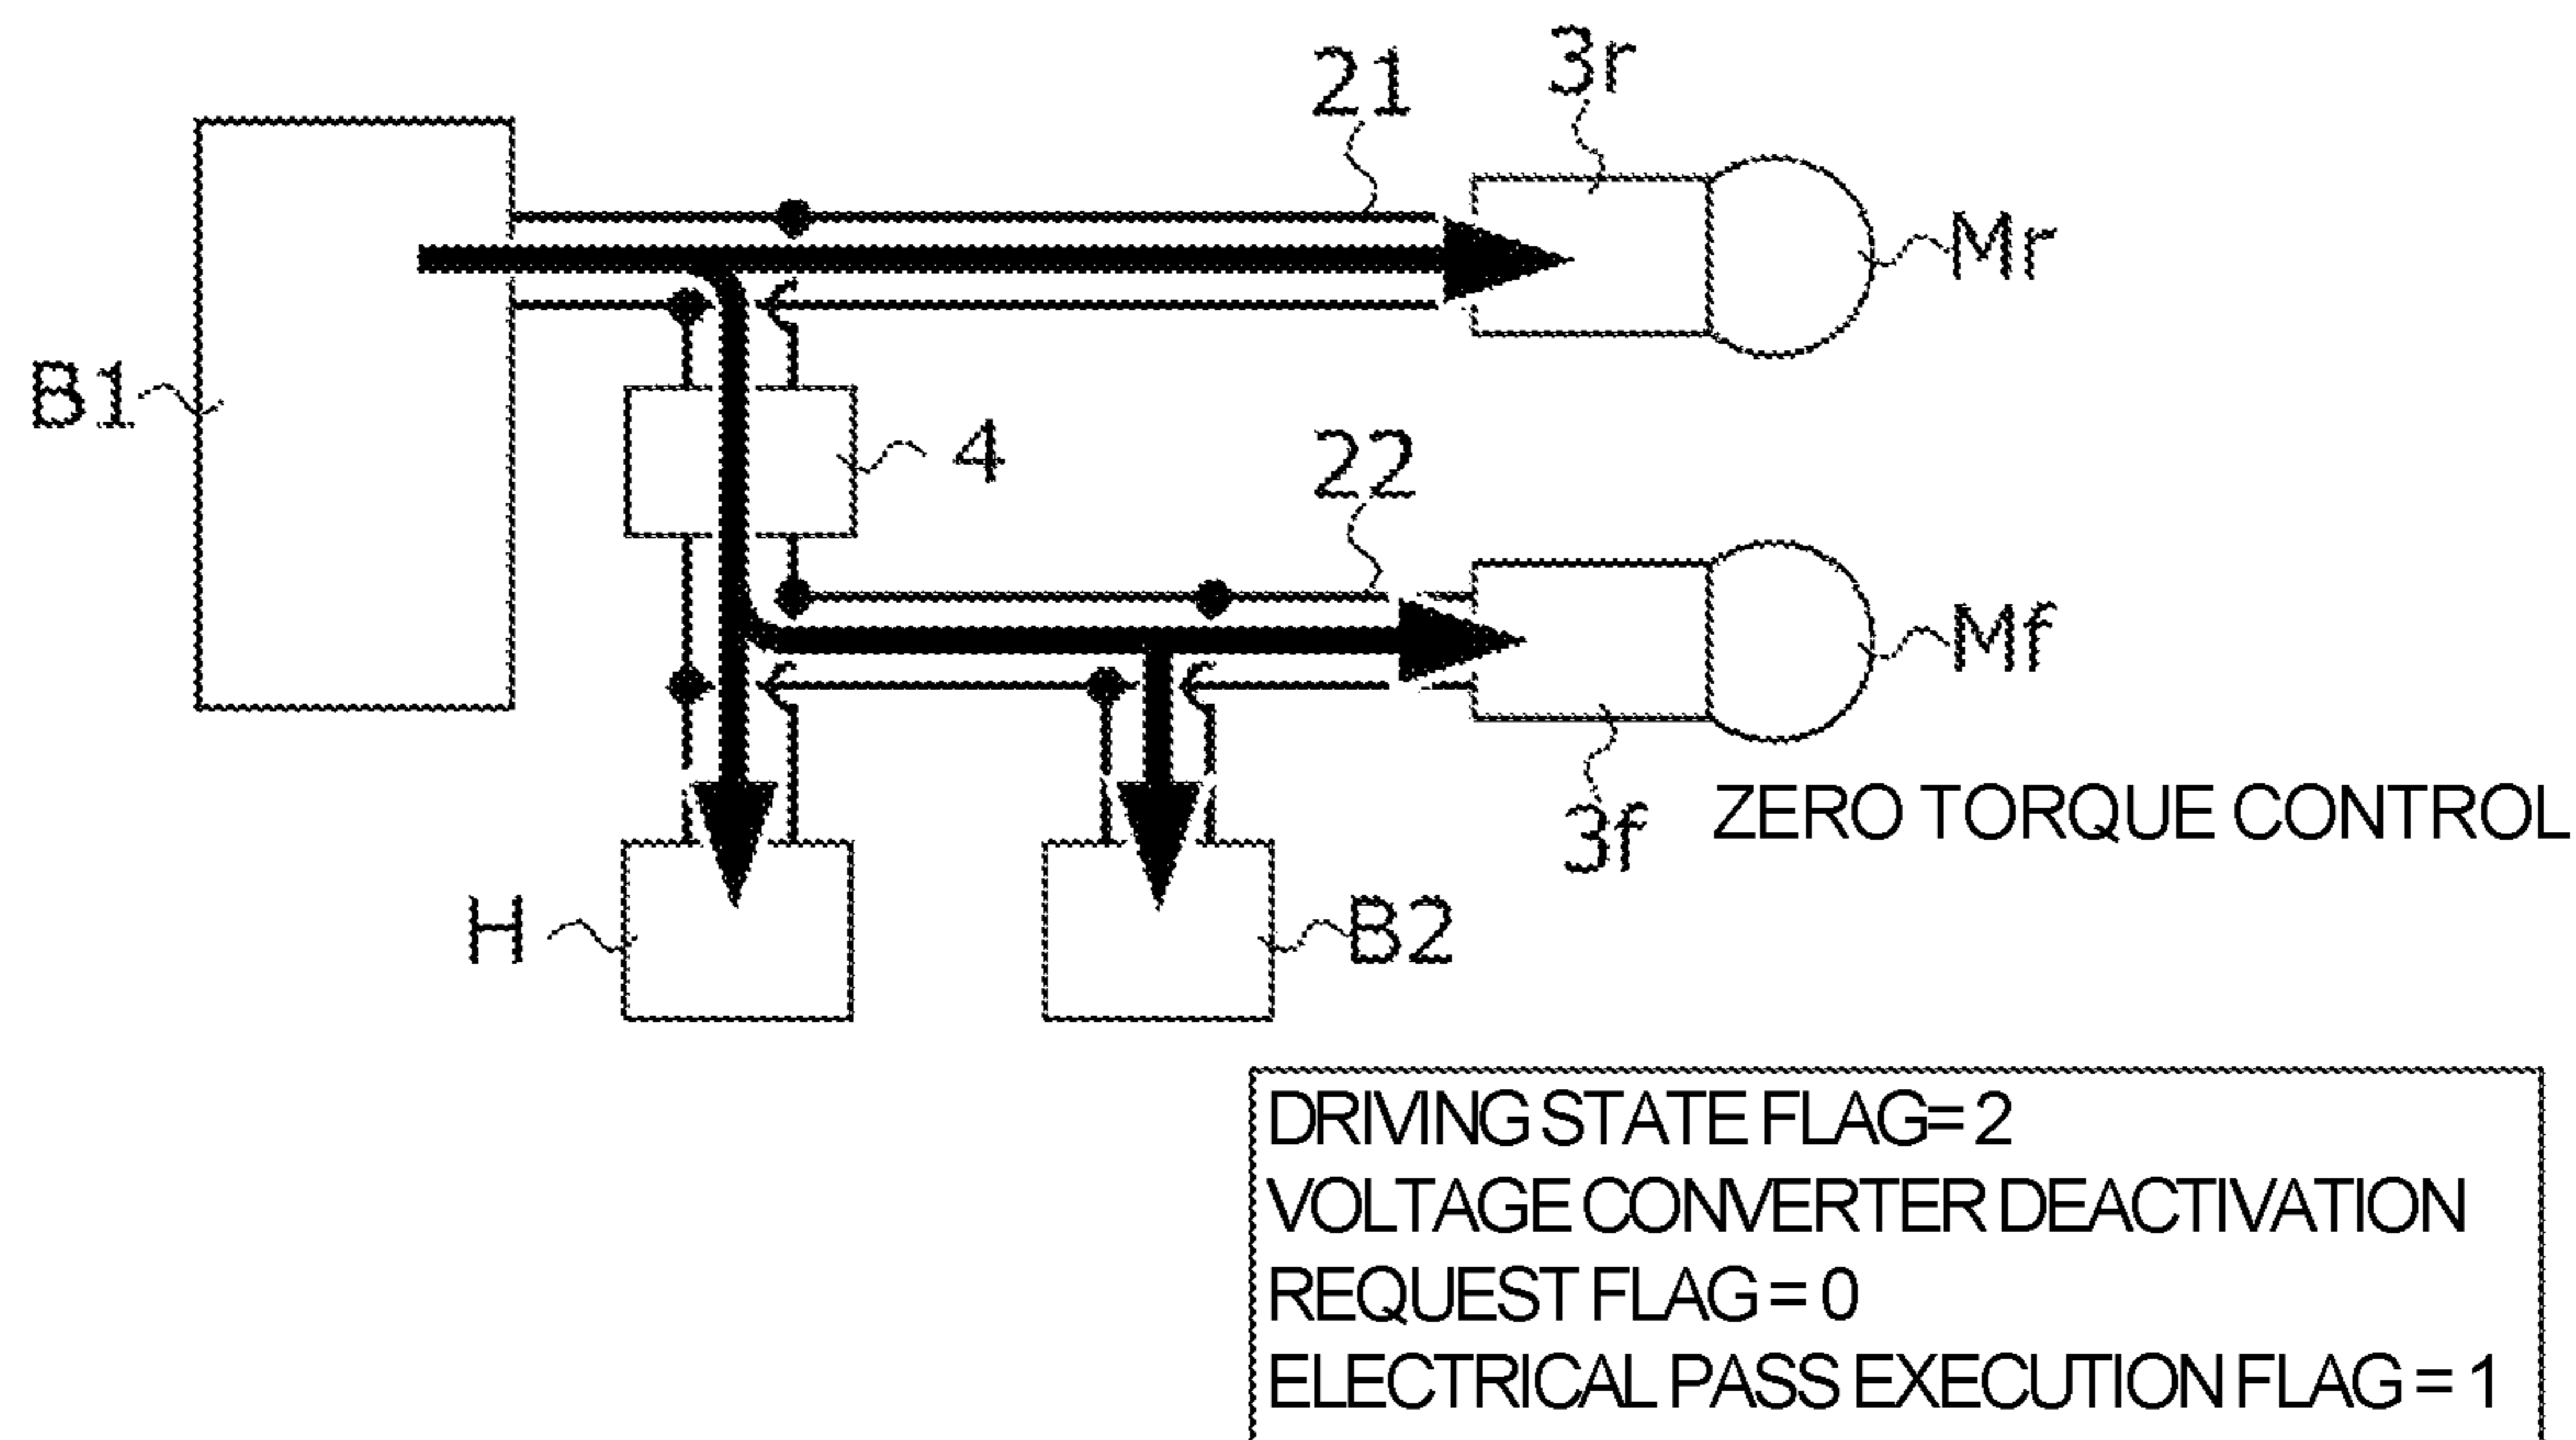 21
3r
Mr
B1
4
22
Mf
3f
ZERO TORQUE CONTROL
H
B2
DRIVING STATE FLAG= 2
VOLTAGE CONVERTER DEACTIVATION
REQUEST FLAG = 0
ELECTRICAL PASS EXECUTION FLAG = 1